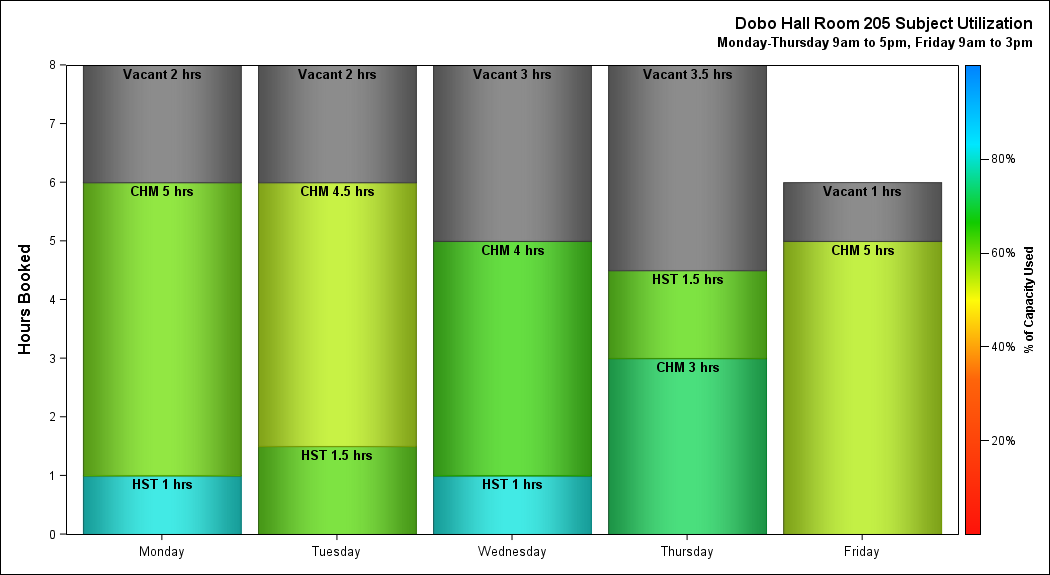 Dobo Hall Room 205 Subject Utilization
Monday-Thursday 9am to 5pm, Friday 9am to 3pm
Hours Booked
8
7
6
5
4
3
2
1
0
Vacant 2 hrs
CHM 5 hrs
HST 1 hrs
Vacant 2 hrs
CHM 4.5 hrs
HST 1.5 hrs
Vacant 3 hrs
CHM 4 hrs
HST 1 hrs
Vacant 3.5 hrs
HST 1.5 hrs
CHM 3 hrs
Vacant 1 hrs
CHM 5 hrs
Monday
Tuesday
Wednesday
Thursday
Friday
80%
60%
40%
20%
% of Capacity Used